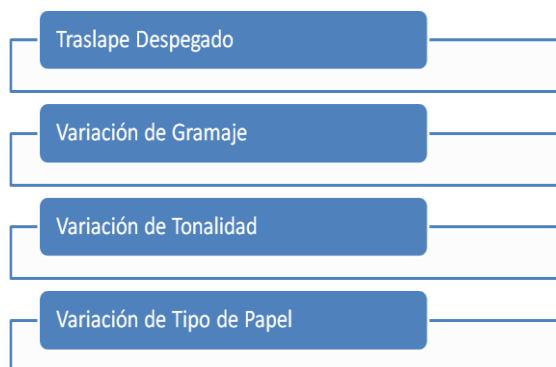 Traslape Despegado
Variación de Gramaje
Variación de Tonalidad
Variación de Tipo de Papel